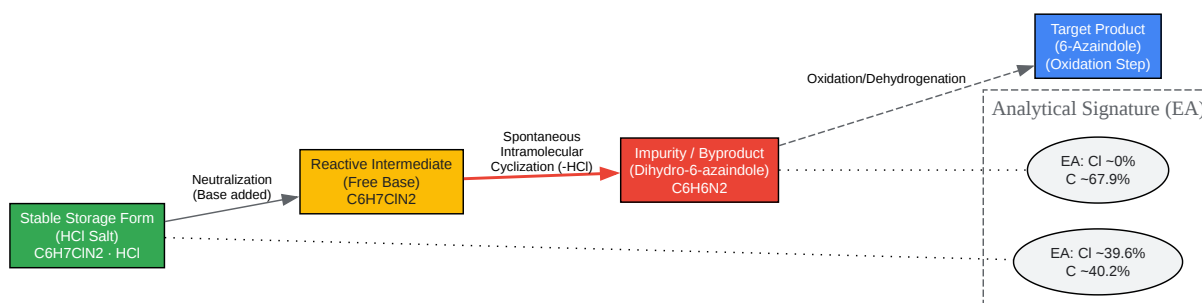 Target Product
(6-Azaindole)
(Oxidation Step)
Oxidation/Dehydrogenation
Analytical Signature (EA)
Spontaneous
Intramolecular
Cyclization (-HCl)
Impurity / Byproduct
(Dihydro-6-azaindole)
C6H6N2
EA: Cl ~0%
C ~67.9%
Reactive Intermediate
(Free Base)
C6H7ClN2
Neutralization
(Base added)
Stable Storage Form
(HCl Salt)
C6H7ClN2 · HCl
EA: Cl ~39.6%
C ~40.2%